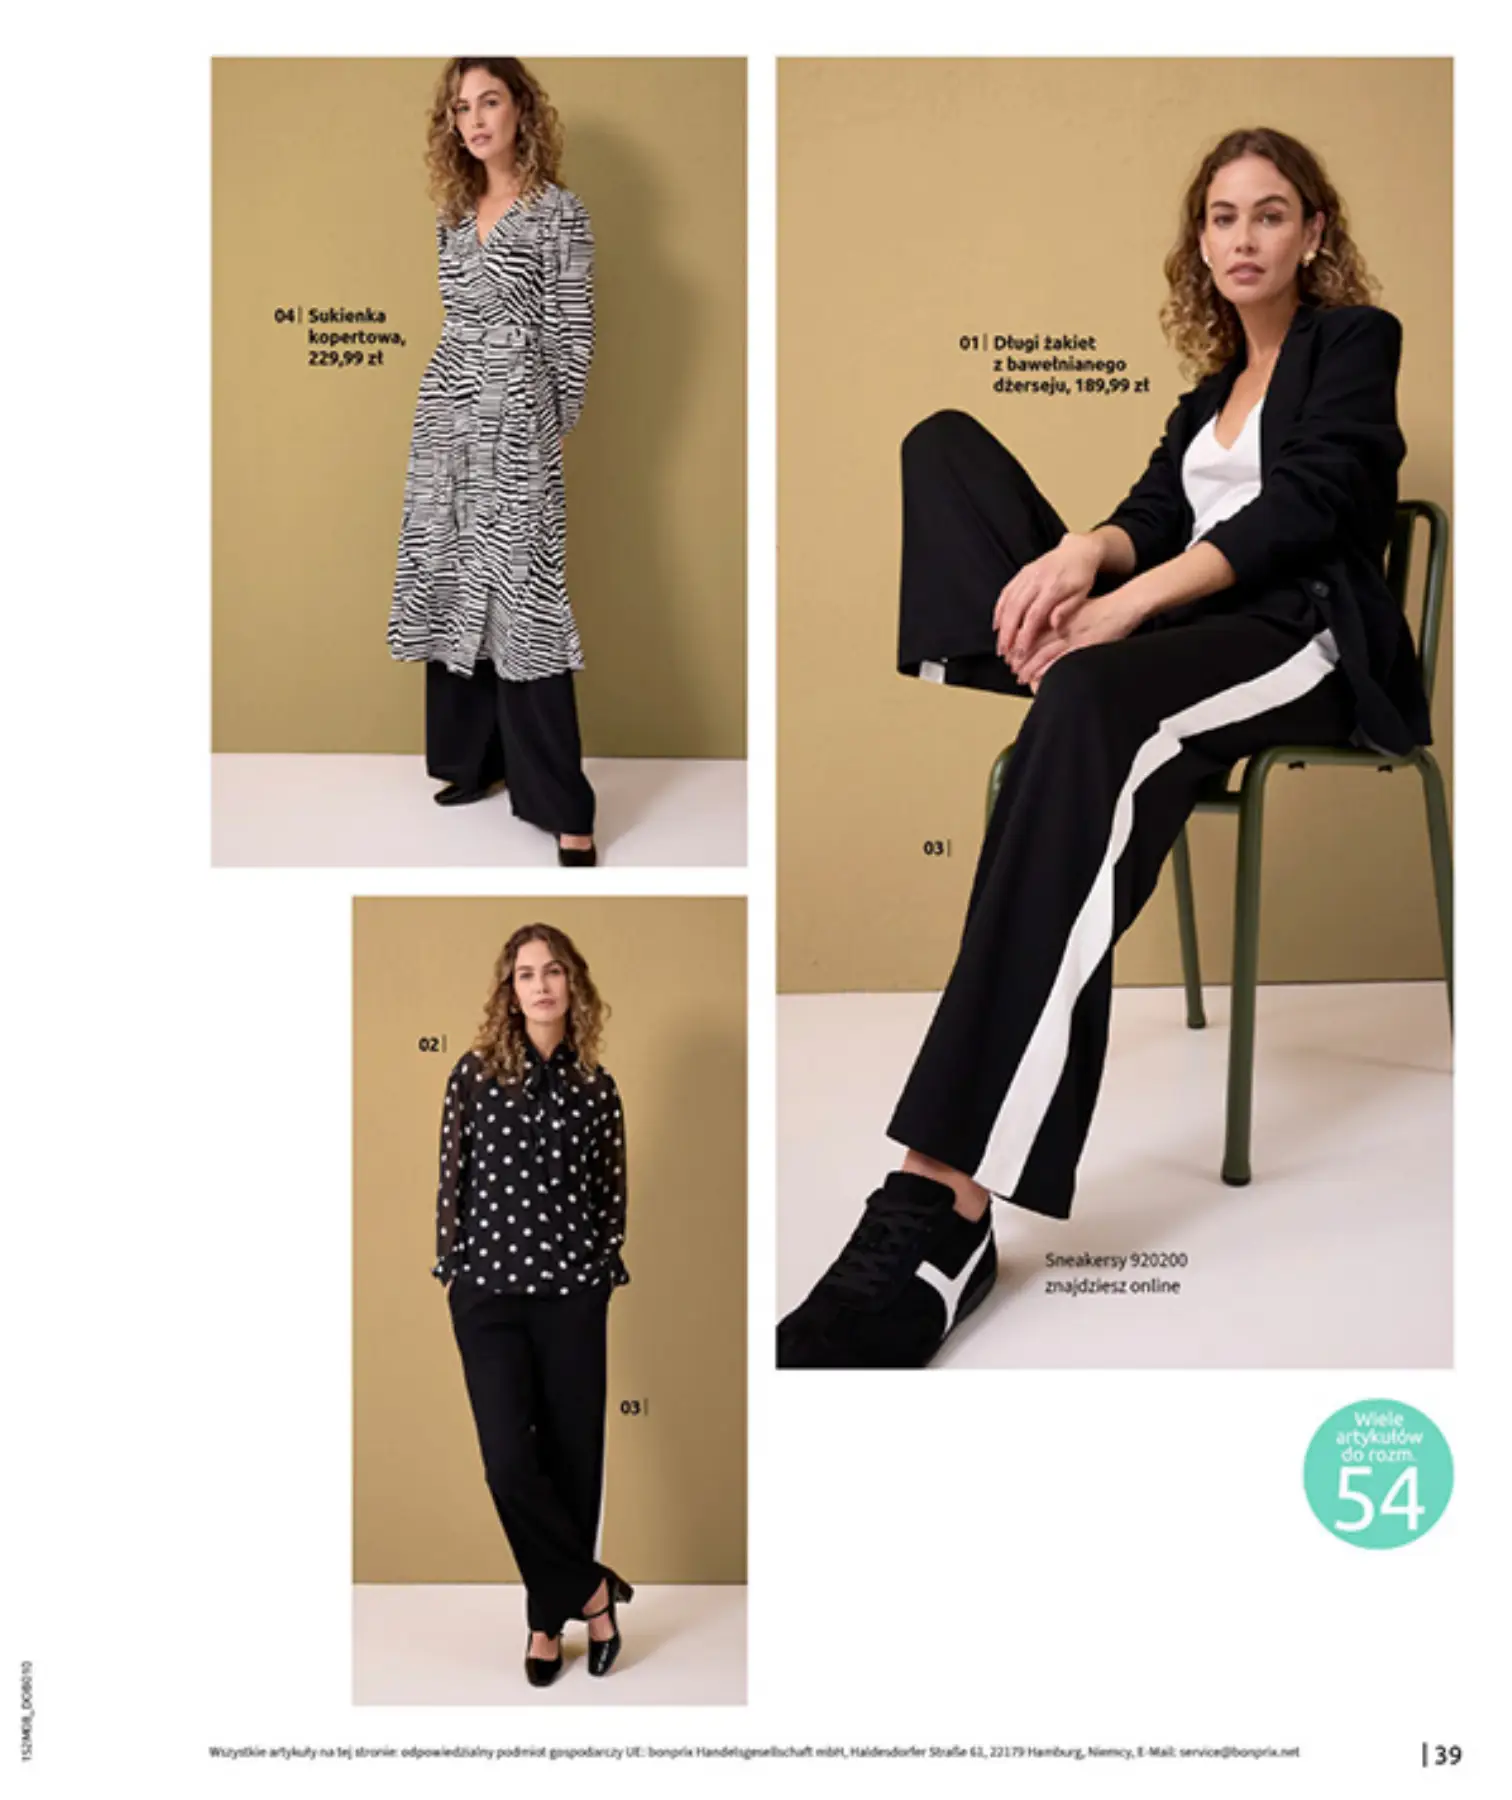 04| Sukienka
kopertowa,
229,99 zł
01| Długi żakiet
z bawełnianego
dżerseju, 189,99 zł
03|
Sneakersy 920200
znajdziesz online
02|
03|
Wiele
artykułów
do rozm.
54
1S2M08_DOB010
Wszystkie artykuły na tej stronie: odpowiedzialny podmiot gospodarczy UE: bonprix Handelsgesellschaft mbH, Haldesdorfer Straße 61, 22179 Hamburg, Niemcy, E-Mail: service@bonprix.net
| 39